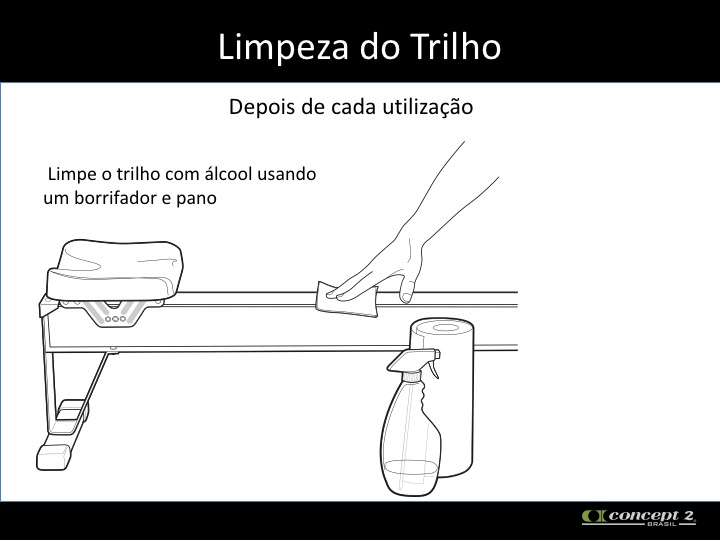 Limpeza do Trilho
Depois de cada utilização
Limpe o trilho com álcool usando
um borrifador e pano
concept 2
BRASIL